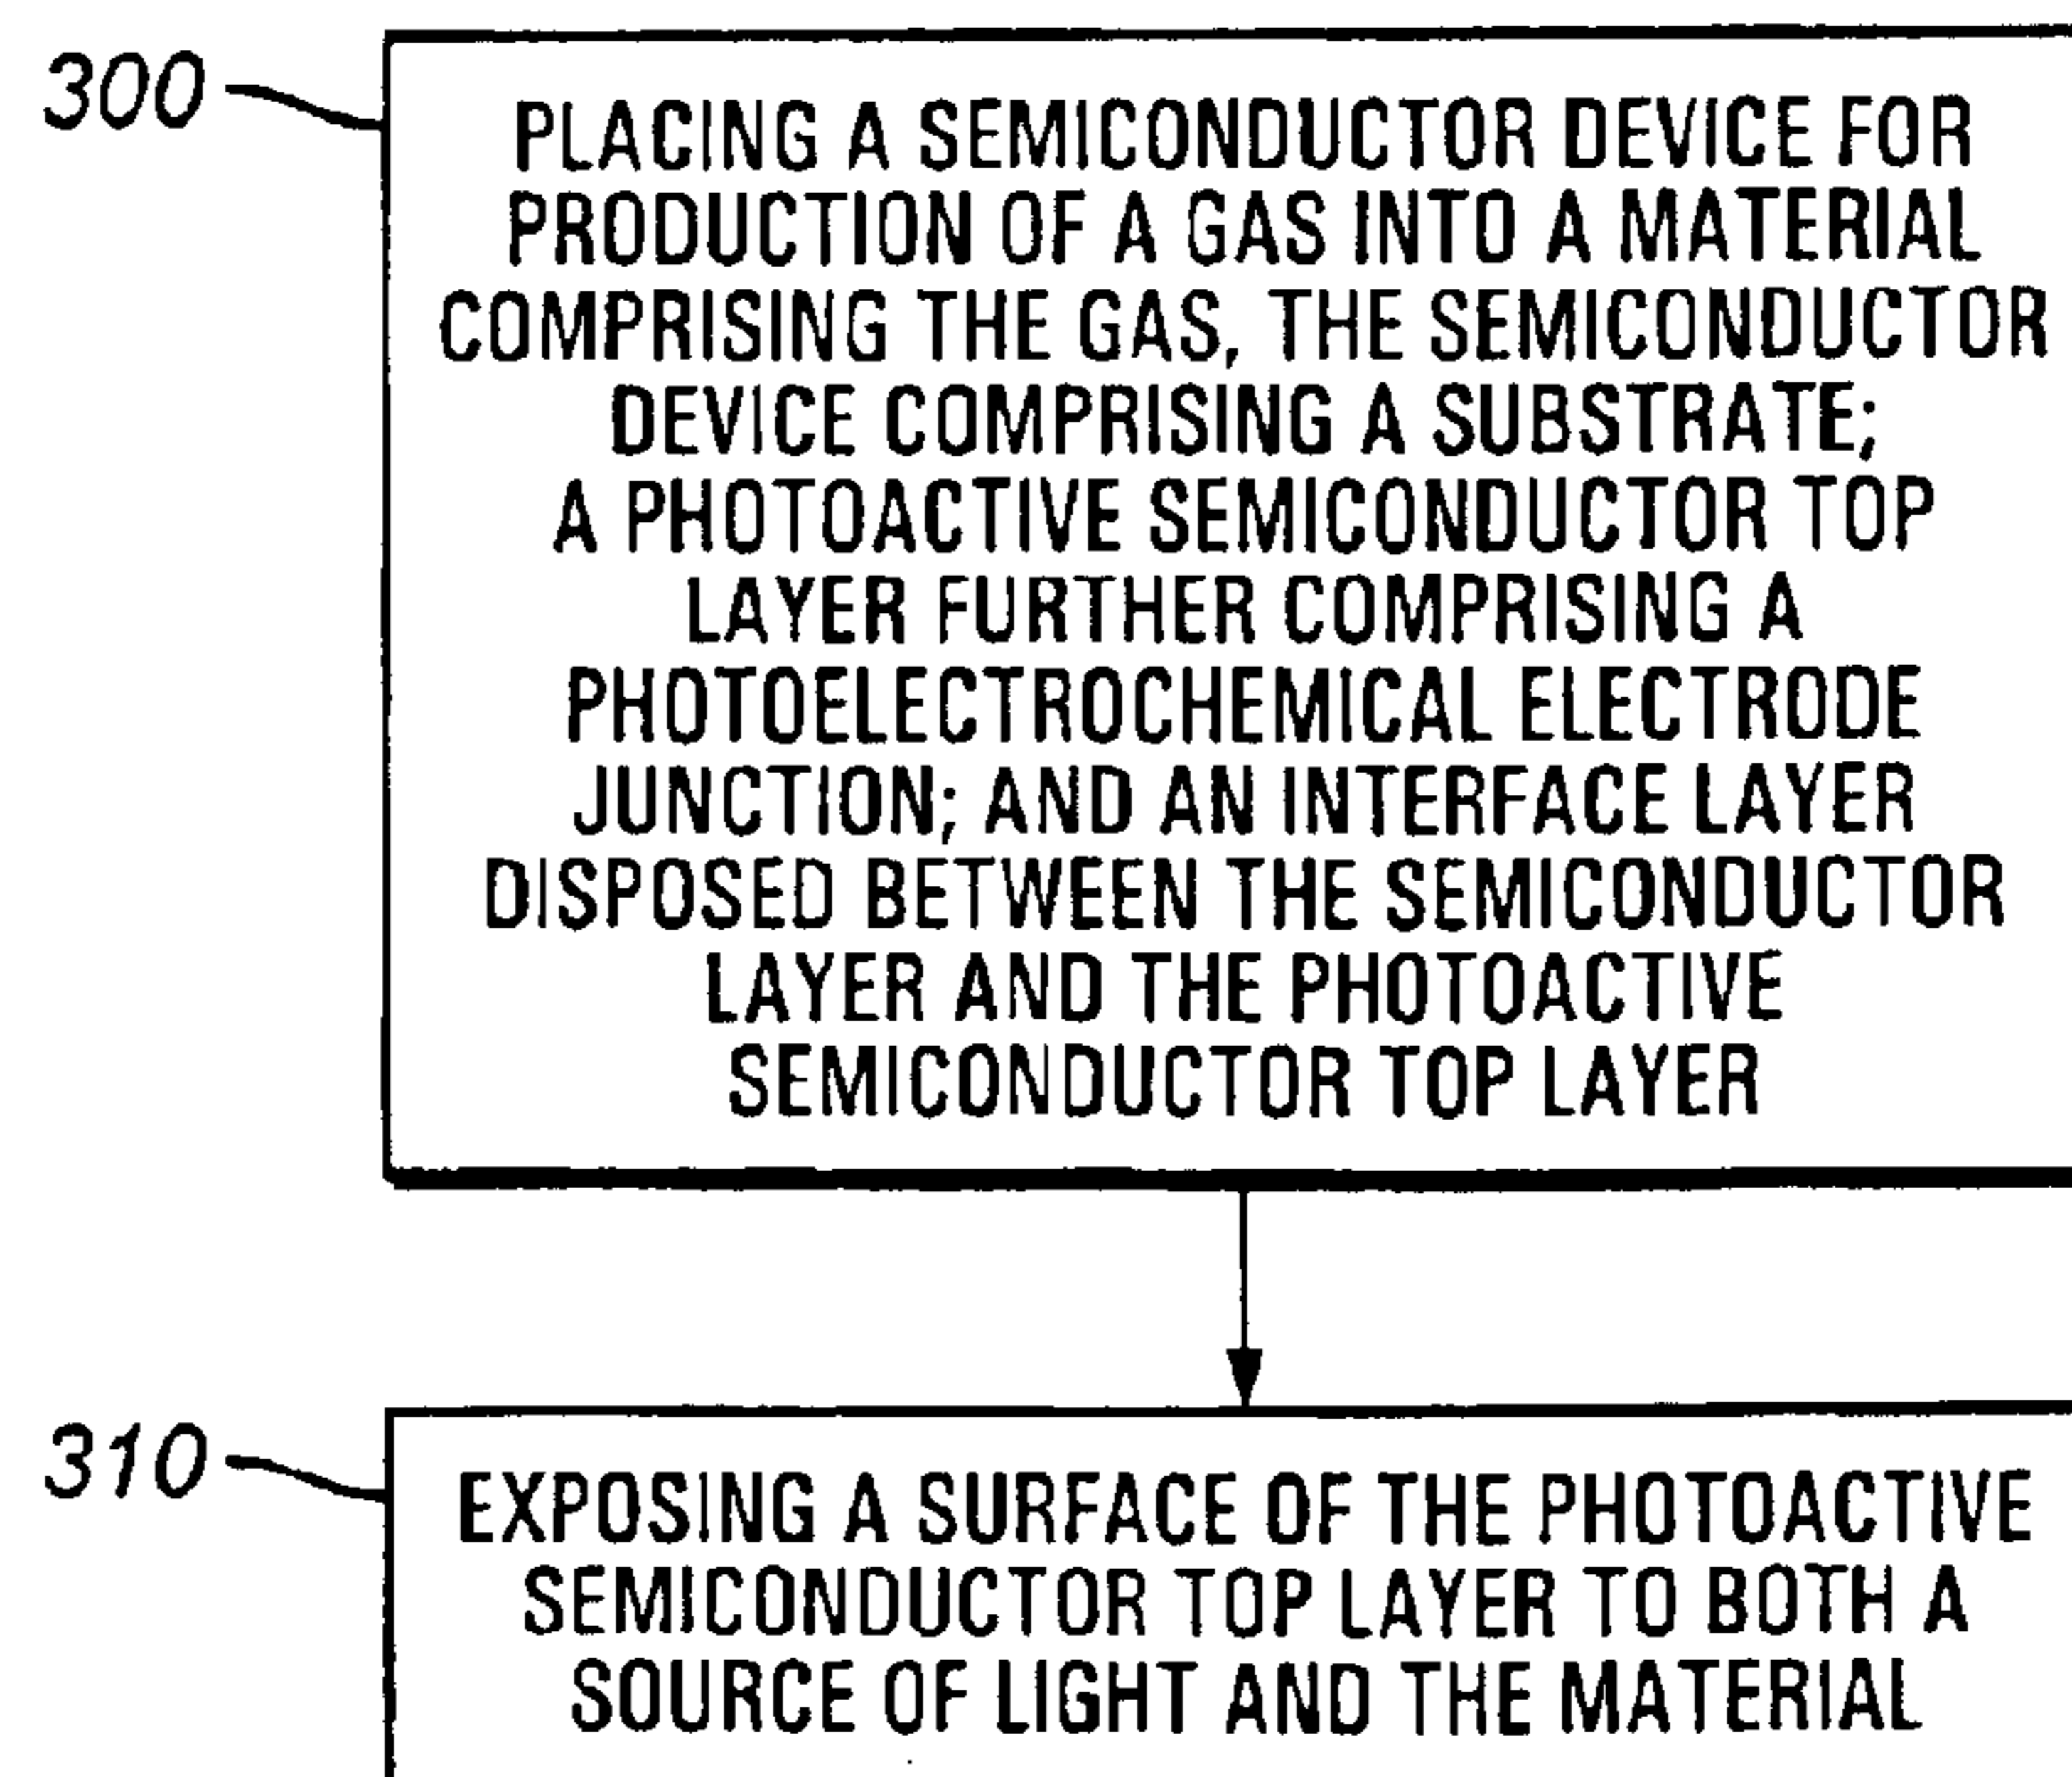 300
PLACING A SEMICONDUCTOR DEVICE FOR
PRODUCTION OF A GAS INTO A MATERIAL
COMPRISING THE GAS, THE SEMICONDUCTOR
DEVICE COMPRISING A SUBSTRATE;
A PHOTOACTIVE SEMICONDUCTOR TOP
LAYER FURTHER COMPRISING A
PHOTOELECTROCHEMICAL ELECTRODE
JUNCTION; AND AN INTERFACE LAYER
DISPOSED BETWEEN THE SEMICONDUCTOR
LAYER AND THE PHOTOACTIVE
SEMICONDUCTOR TOP LAYER
310
EXPOSING A SURFACE OF THE PHOTOACTIVE
SEMICONDUCTOR TOP LAYER TO BOTH A
SOURCE OF LIGHT AND THE MATERIAL